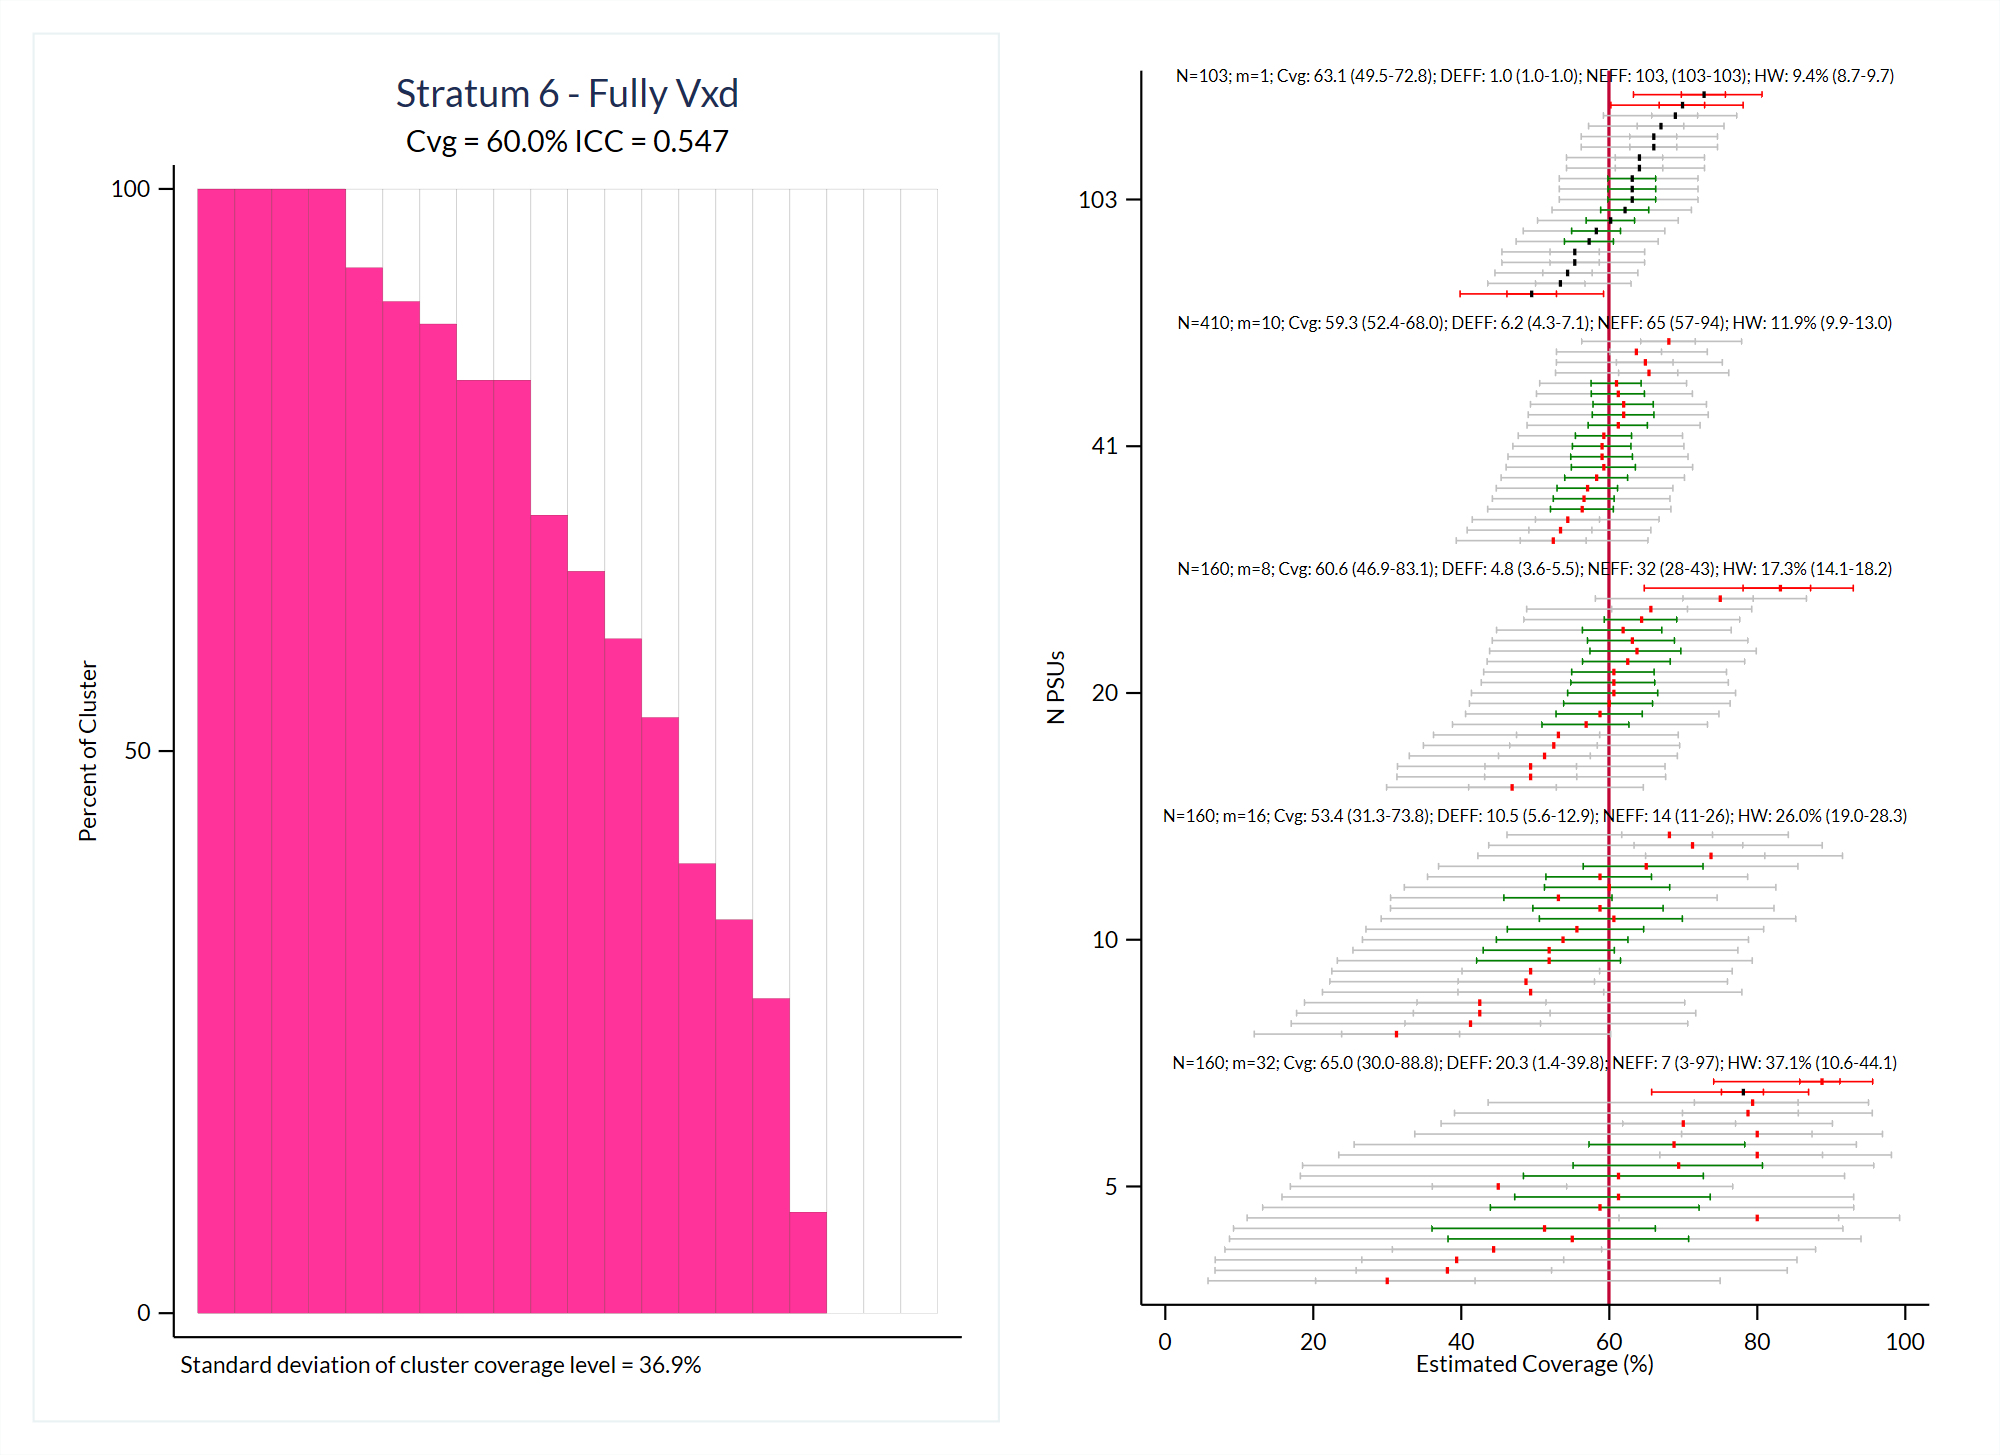 Stratum 6 - Fully Vxd
Cvg = 60.0% ICC = 0.547
100
50
0
Percent of Cluster
Standard deviation of cluster coverage level = 36.9%
N=103; m=1; Cvg: 63.1 (49.5-72.8); DEFF: 1.0 (1.0-1.0); NEFF: 103, (103-103); HW: 9.4% (8.7-9.7)
103
N=410; m=10; Cvg: 59.3 (52.4-68.0); DEFF: 6.2 (4.3-7.1); NEFF: 65 (57-94); HW: 11.9% (9.9-13.0)
41
N=160; m=8; Cvg: 60.6 (46.9-83.1); DEFF: 4.8 (3.6-5.5); NEFF: 32 (28-43); HW: 17.3% (14.1-18.2)
20
N=160; m=16; Cvg: 53.4 (31.3-73.8); DEFF: 10.5 (5.6-12.9); NEFF: 14 (11-26); HW: 26.0% (19.0-28.3)
10
N=160; m=32; Cvg: 65.0 (30.0-88.8); DEFF: 20.3 (1.4-39.8); NEFF: 7 (3-97); HW: 37.1% (10.6-44.1)
5
N PSUs
0 20 40 60 80 100
Estimated Coverage (%)